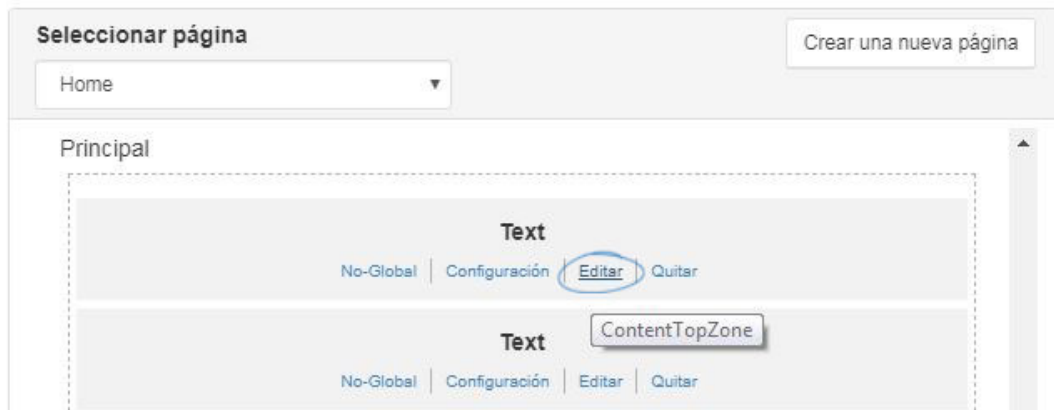 Seleccionar página
Crear una nueva página
Home
Principal
Text
No-Global Configuración Editar Quitar
ContentTopZone
Text
No-Global Configuración Editar Quitar